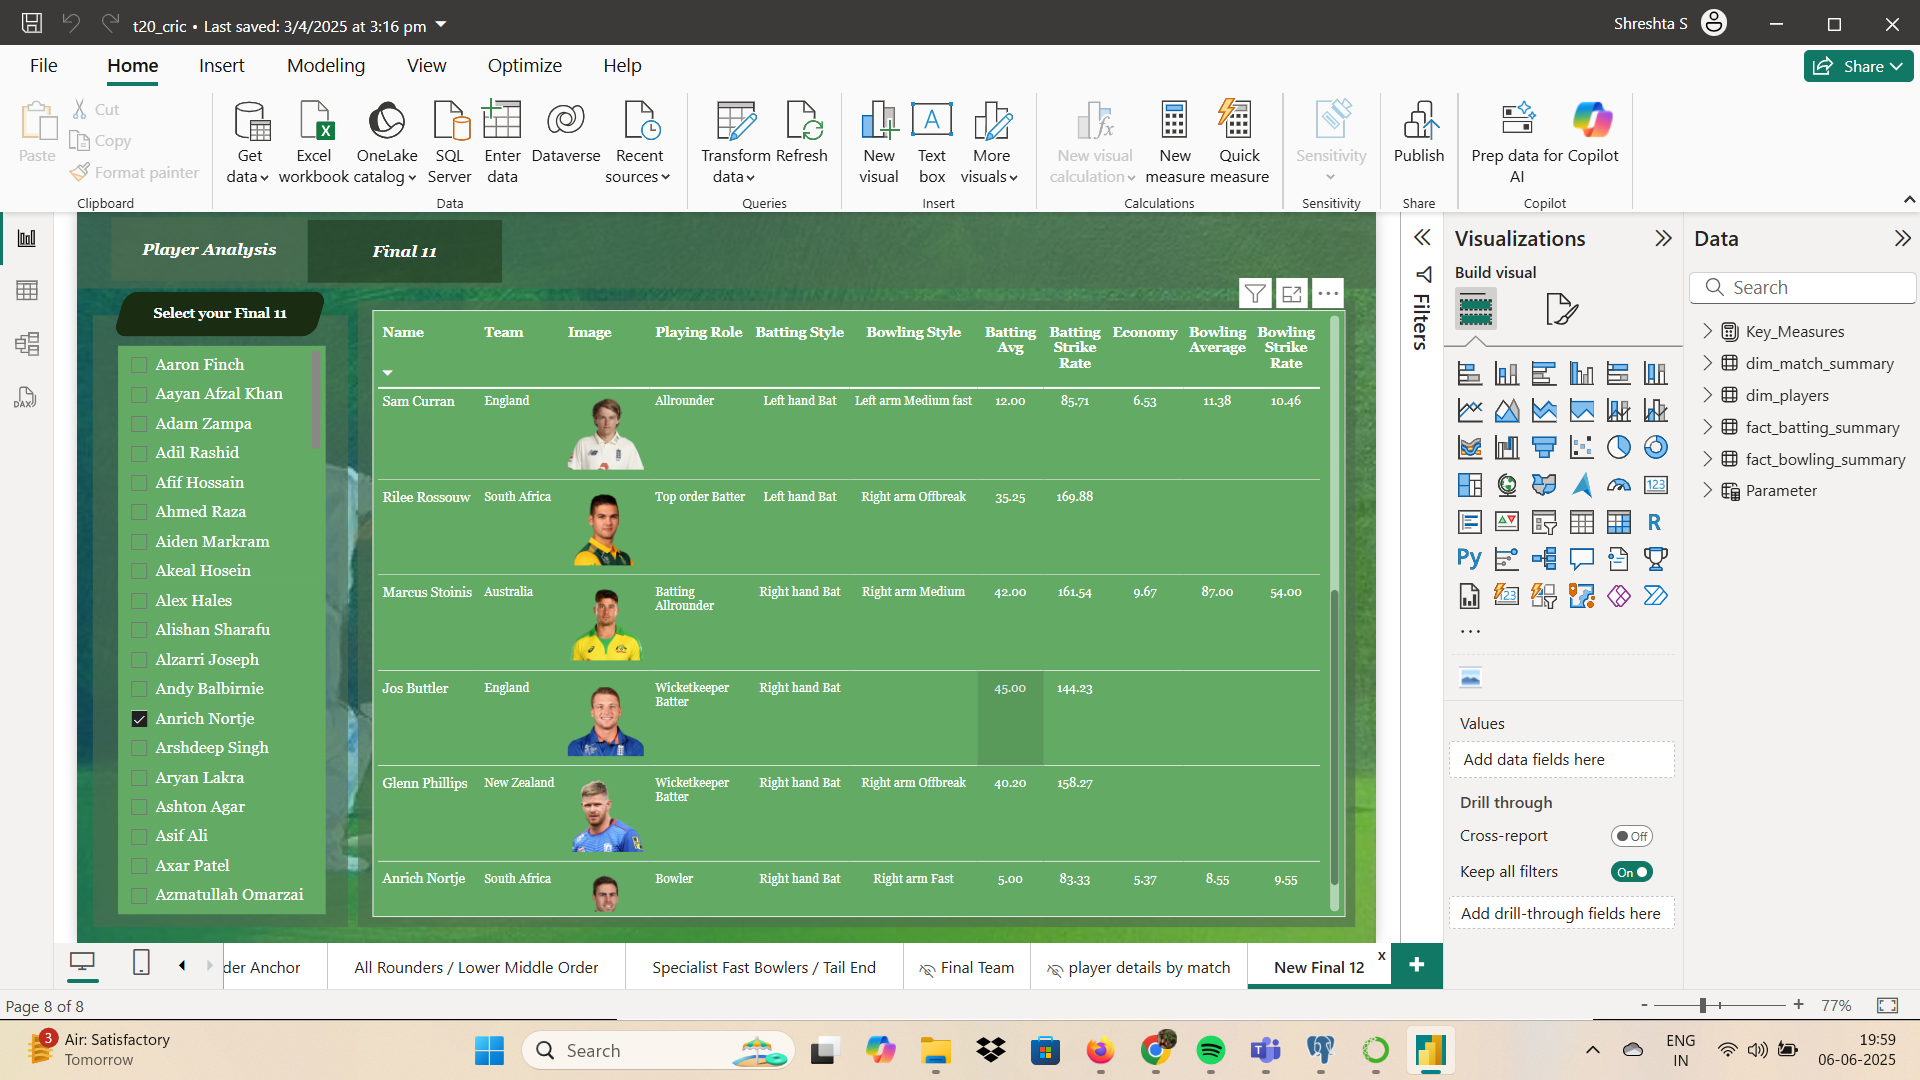 t20_cric • Last saved: 3/4/2025 at 3:16 pm
Shreshta S
File
Home
Insert
Modeling
View
Optimize
Help
Share
Paste
Cut
Copy
Format painter
Clipboard
Get data
Excel workbook
OneLake catalog
SQL Server
Enter data
Dataverse
Recent sources
Data
Transform data
Refresh
Queries
New visual
Text box
More visuals
Insert
New visual calculation
New measure
Quick measure
Calculations
Sensitivity
Sensitivity
Publish
Share
Prep data for AI
Copilot
Copilot
Player Analysis
Final 11
Select your Final 11
Aaron Finch
Aayan Afzal Khan
Adam Zampa
Adil Rashid
Afif Hossain
Ahmed Raza
Aiden Markram
Akeal Hosein
Alex Hales
Alishan Sharafu
Alzarri Joseph
Andy Balbirnie
Anrich Nortje
Arshdeep Singh
Aryan Lakra
Ashton Agar
Asif Ali
Axar Patel
Azmatullah Omarzai
Name Team Image Playing Role Batting Style Bowling Style Batting Avg Batting Strike Rate Economy Bowling Average Bowling Strike Rate
Sam Curran England Allrounder Left hand Bat Left arm Medium fast 12.00 85.71 6.53 11.38 10.46
Rilee Rossouw South Africa Top order Batter Left hand Bat Right arm Offbreak 35.25 169.88
Marcus Stoinis Australia Batting Allrounder Right hand Bat Right arm Medium 42.00 161.54 9.67 87.00 54.00
Jos Buttler England Wicketkeeper Batter Right hand Bat 45.00 144.23
Glenn Phillips New Zealand Wicketkeeper Batter Right hand Bat Right arm Offbreak 40.20 158.27
Anrich Nortje South Africa Bowler Right hand Bat Right arm Fast 5.00 83.33 5.37 8.55 9.55
Filters
Visualizations
Build visual
123
R
Py
123
Values
Add data fields here
Drill through
Cross-report
Off
Keep all filters
On
Add drill-through fields here
Data
Search
Key_Measures
dim_match_summary
dim_players
fact_batting_summary
fact_bowling_summary
Parameter
der Anchor
All Rounders / Lower Middle Order
Specialist Fast Bowlers / Tail End
Final Team
player details by match
New Final 12
x
+
Page 8 of 8
- + 77%
3
Air: Satisfactory
Tomorrow
Search
ENG
IN
19:59
06-06-2025